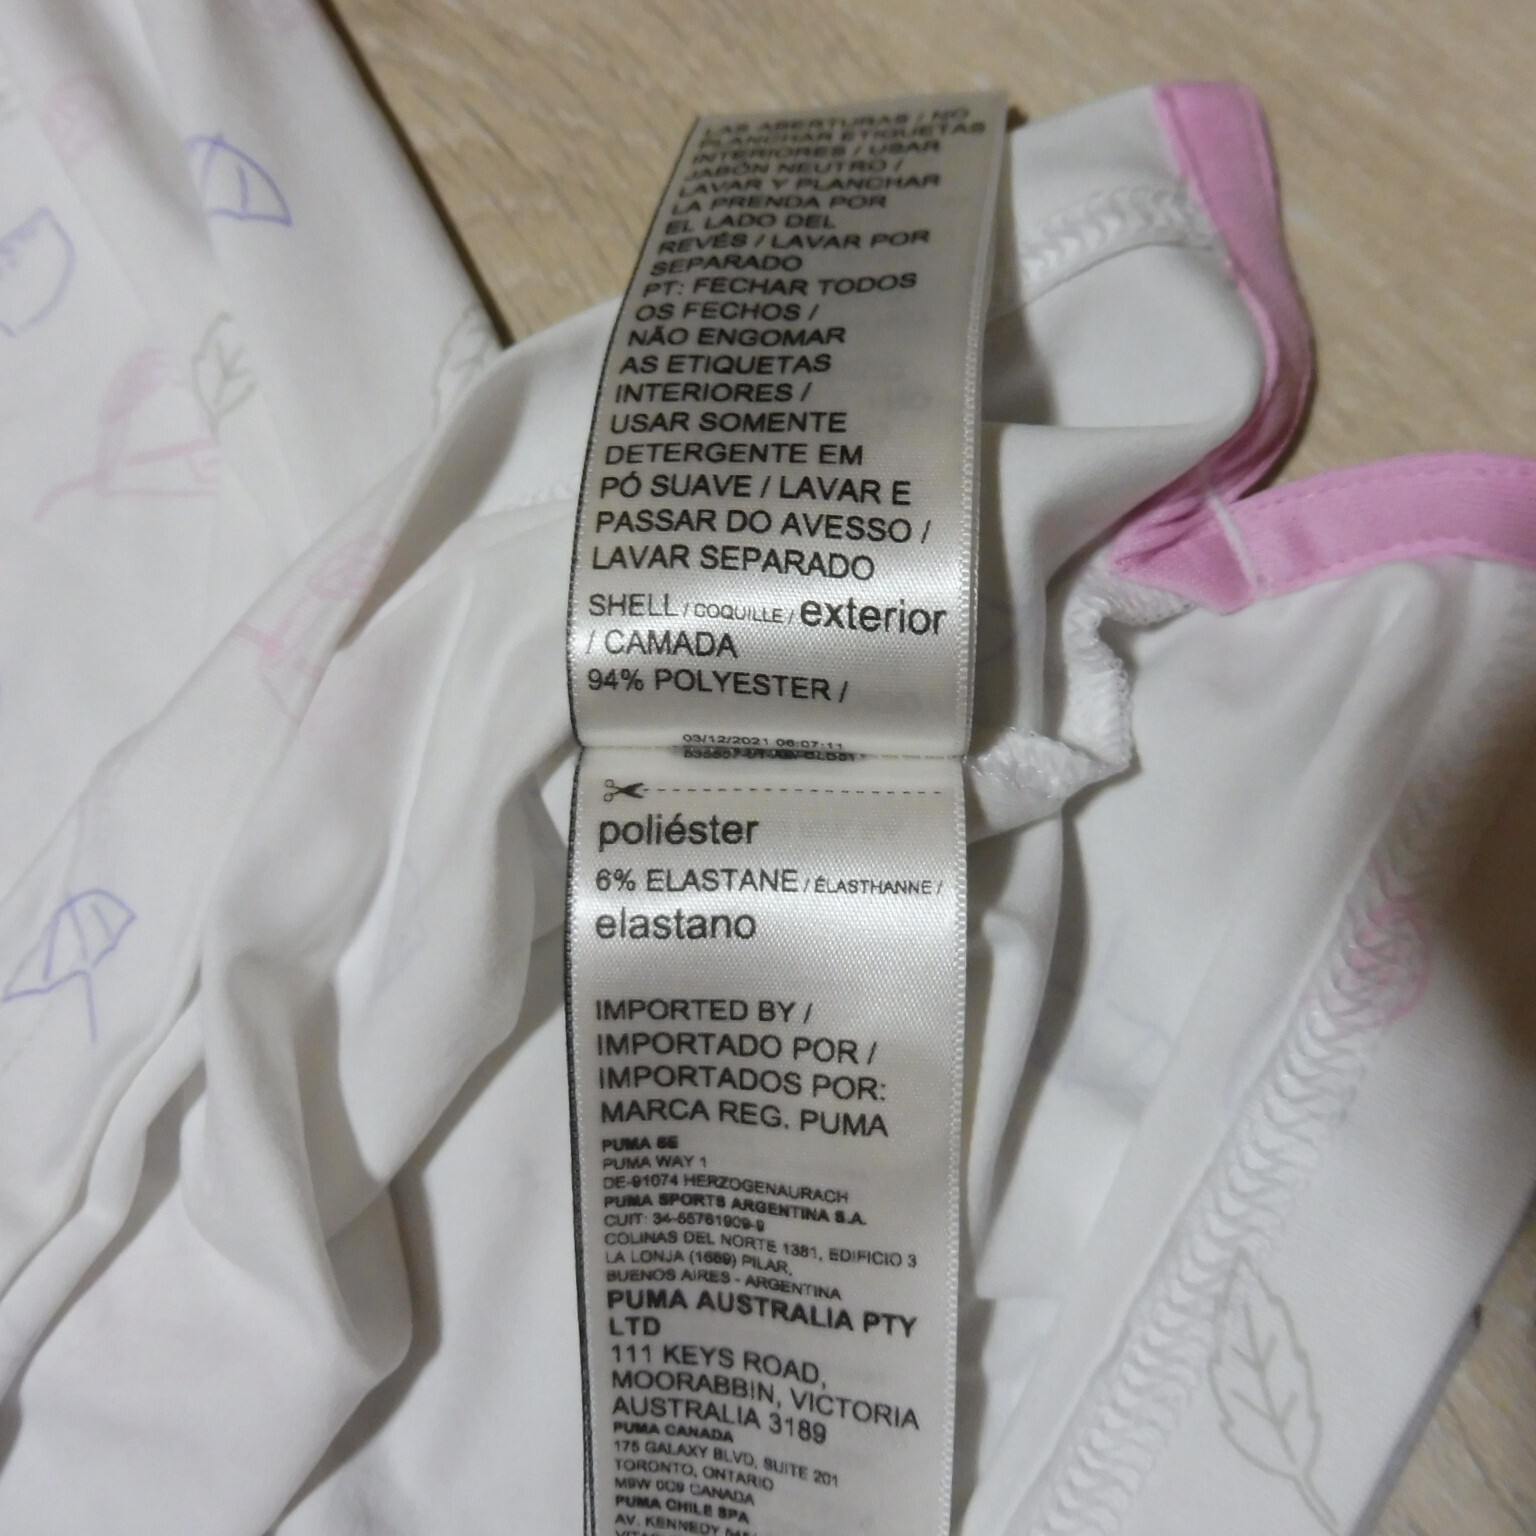 LAS ABERTURAS / NO
PLANCHAR ETIQUETAS
INTERIORES / USAR
JABÓN NEUTRO /
LAVAR Y PLANCHAR
LA PRENDA POR
EL LADO DEL
REVÉS / LAVAR POR
SEPARADO
PT: FECHAR TODOS
OS FECHOS /
NÃO ENGOMAR
AS ETIQUETAS
INTERIORES /
USAR SOMENTE
DETERGENTE EM
PÓ SUAVE / LAVAR E
PASSAR DO AVESSO /
LAVAR SEPARADO
SHELL / COQUILLE / exterior
/ CAMADA
94% POLYESTER /
03/12/2021 06:07:11
poliéster
6% ELASTANE / ÉLASTHANNE /
elastano
IMPORTED BY /
IMPORTADO POR /
IMPORTADOS POR:
MARCA REG. PUMA
PUMA SE
PUMA WAY 1
DE-91074 HERZOGENAURACH
PUMA SPORTS ARGENTINA S.A.
CUIT: 34-55761909-9
COLINAS DEL NORTE 1381, EDIFICIO 3
LA LONJA (1669) PILAR,
BUENOS AIRES - ARGENTINA
PUMA AUSTRALIA PTY
LTD
111 KEYS ROAD,
MOORABBIN, VICTORIA
AUSTRALIA 3189
PUMA CANADA
175 GALAXY BLVD, SUITE 201
TORONTO, ONTARIO
M9W 0C9 CANADA
PUMA CHILE SPA
AV. KENNEDY